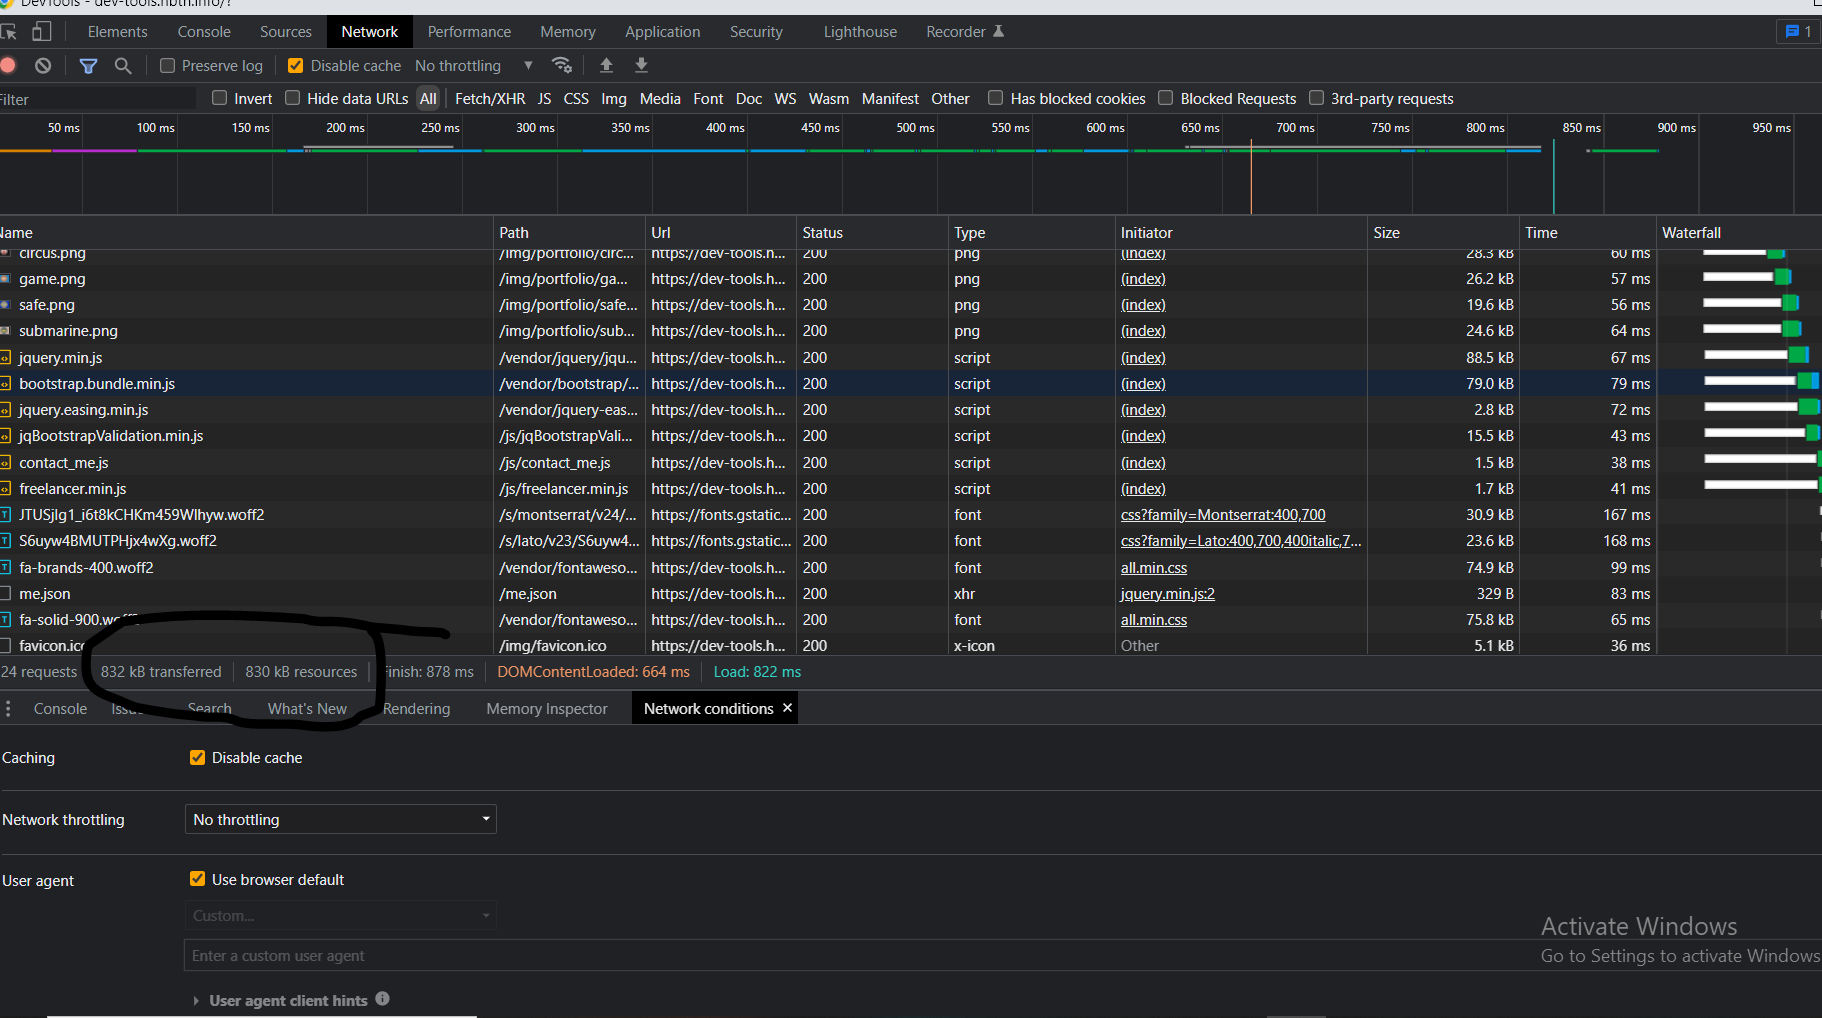 DevTools - dev-tools.hbtn.info/?
Elements Console Sources Network Performance Memory Application Security Lighthouse Recorder 1
Preserve log Disable cache No throttling
Filter Invert Hide data URLs All Fetch/XHR JS CSS Img Media Font Doc WS Wasm Manifest Other Has blocked cookies Blocked Requests 3rd-party requests
50 ms 100 ms 150 ms 200 ms 250 ms 300 ms 350 ms 400 ms 450 ms 500 ms 550 ms 600 ms 650 ms 700 ms 750 ms 800 ms 850 ms 900 ms 950 ms
Name Path Url Status Type Initiator Size Time Waterfall
circus.png /img/portfolio/circ... https://dev-tools.h... 200 png (index) 28.3 kB 60 ms
game.png /img/portfolio/ga... https://dev-tools.h... 200 png (index) 26.2 kB 57 ms
safe.png /img/portfolio/safe... https://dev-tools.h... 200 png (index) 19.6 kB 56 ms
submarine.png /img/portfolio/sub... https://dev-tools.h... 200 png (index) 24.6 kB 64 ms
jquery.min.js /vendor/jquery/jqu... https://dev-tools.h... 200 script (index) 88.5 kB 67 ms
bootstrap.bundle.min.js /vendor/bootstrap/... https://dev-tools.h... 200 script (index) 79.0 kB 79 ms
jquery.easing.min.js /vendor/jquery-eas... https://dev-tools.h... 200 script (index) 2.8 kB 72 ms
jqBootstrapValidation.min.js /js/jqBootstrapVali... https://dev-tools.h... 200 script (index) 15.5 kB 43 ms
contact_me.js /js/contact_me.js https://dev-tools.h... 200 script (index) 1.5 kB 38 ms
freelancer.min.js /js/freelancer.min.js https://dev-tools.h... 200 script (index) 1.7 kB 41 ms
JTUSjIg1_i6t8kCHKm459Wlhyw.woff2 /s/montserrat/v24/... https://fonts.gstatic... 200 font css?family=Montserrat:400,700 30.9 kB 167 ms
S6uyw4BMUTPHjx4wXg.woff2 /s/lato/v23/S6uyw4... https://fonts.gstatic... 200 font css?family=Lato:400,700,400italic,7... 23.6 kB 168 ms
fa-brands-400.woff2 /vendor/fontaweso... https://dev-tools.h... 200 font all.min.css 74.9 kB 99 ms
me.json /me.json https://dev-tools.h... 200 xhr jquery.min.js:2 329 B 83 ms
fa-solid-900.woff2 /vendor/fontaweso... https://dev-tools.h... 200 font all.min.css 75.8 kB 65 ms
favicon.ico /img/favicon.ico https://dev-tools.h... 200 x-icon Other 5.1 kB 36 ms
24 requests 832 kB transferred 830 kB resources Finish: 878 ms DOMContentLoaded: 664 ms Load: 822 ms
Console Search What's New Rendering Memory Inspector Network conditions
Caching Disable cache
Network throttling No throttling
User agent Use browser default
Custom...
Enter a custom user agent
User agent client hints
Activate Windows
Go to Settings to activate Windows